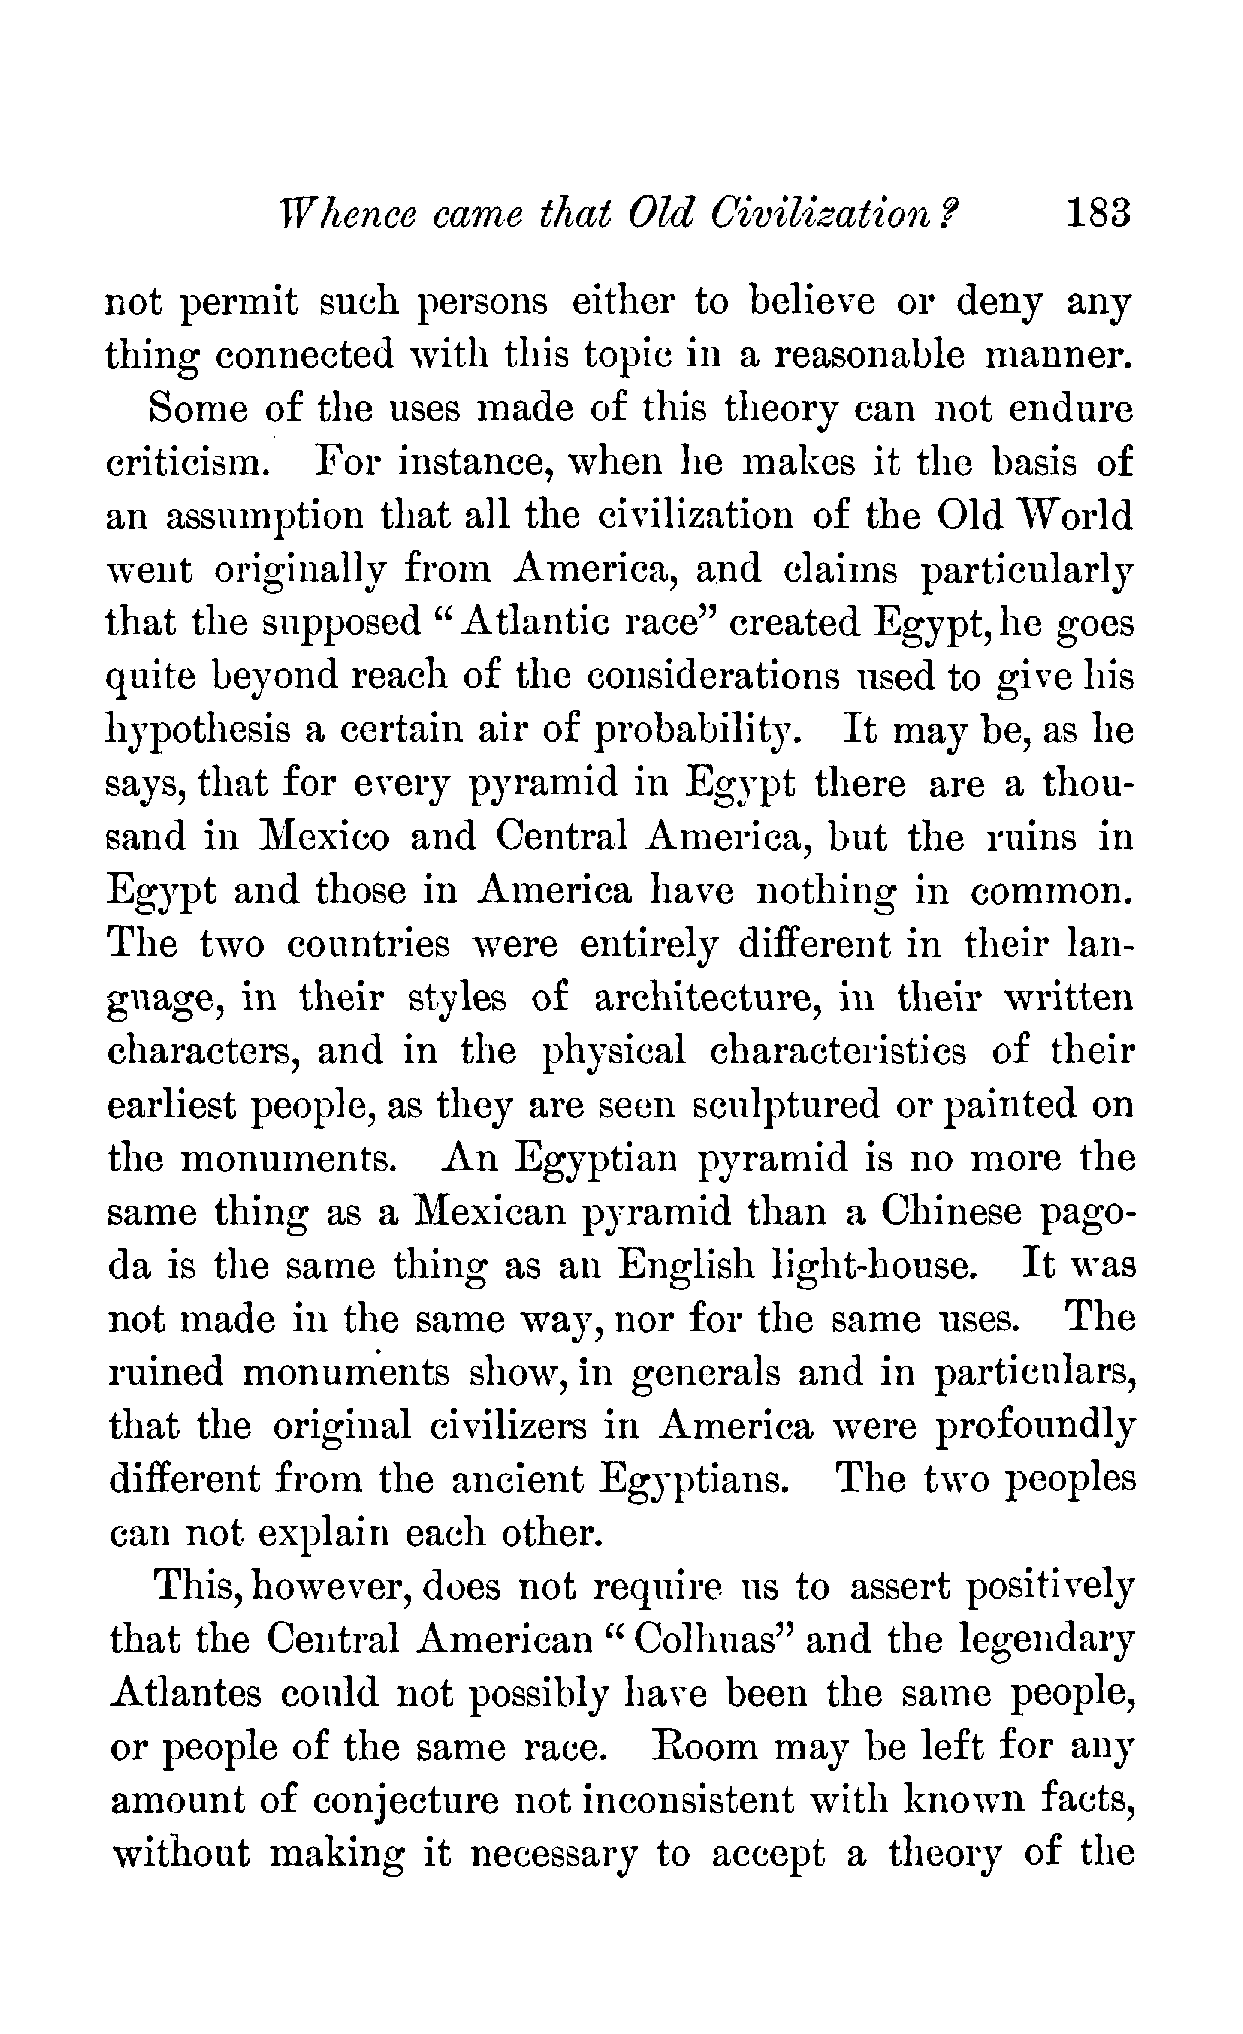 Whence came that Old Civilization? 183
not permit such persons either to believe or deny any
thing connected with this topic in a reasonable manner.
Some of the uses made of this theory can not endure
criticism. For instance, when he makes it the basis of
an assumption that all the civilization of the Old World
went originally from America, and claims particularly
that the supposed “Atlantic race” created Egypt, he goes
quite beyond reach of the considerations used to give his
hypothesis a certain air of probability. It may be, as he
says, that for every pyramid in Egypt there are a thou-
sand in Mexico and Central America, but the ruins in
Egypt and those in America have nothing in common.
The two countries were entirely different in their lan-
guage, in their styles of architecture, in their written
characters, and in the physical characteristics of their
earliest people, as they are seen sculptured or painted on
the monuments. An Egyptian pyramid is no more the
same thing as a Mexican pyramid than a Chinese pago-
da is the same thing as an English light-house. It was
not made in the same way, nor for the same uses. The
ruined monuments show, in generals and in particulars,
that the original civilizers in America were profoundly
different from the ancient Egyptians. The two peoples
can not explain each other.
This, however, does not require us to assert positively
that the Central American “Colhuas” and the legendary
Atlantes could not possibly have been the same people,
or people of the same race. Room may be left for any
amount of conjecture not inconsistent with known facts,
without making it necessary to accept a theory of the